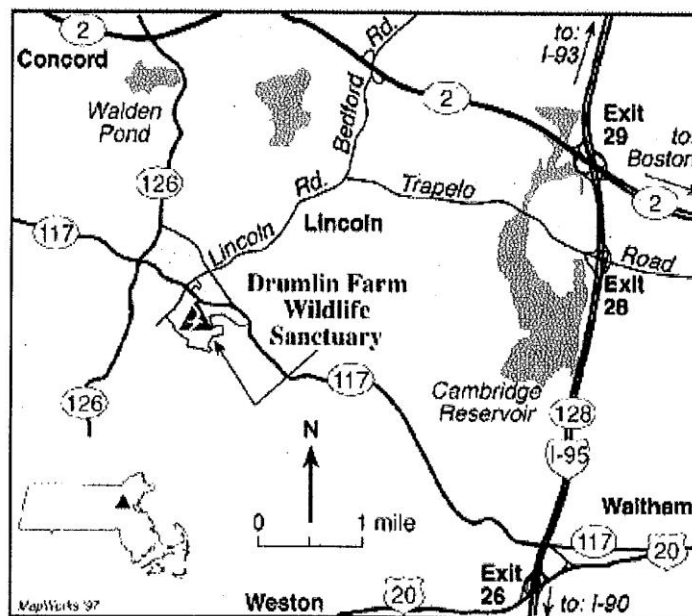 2
Concord
Walden
Pond
126
117
Bedford
Rd.
2
to:
I-93
Exit
29
to:
Boston
2
Lincoln
Rd.
Lincoln
Trapelo
Road
Exit
28
Drumlin Farm
Wildlife
Sanctuary
117
Cambridge
Reservoir
128
I-95
126
N
0 1 mile
Waltham
117
20
Exit
26
to: I-90
Weston
20
MapWorks '97